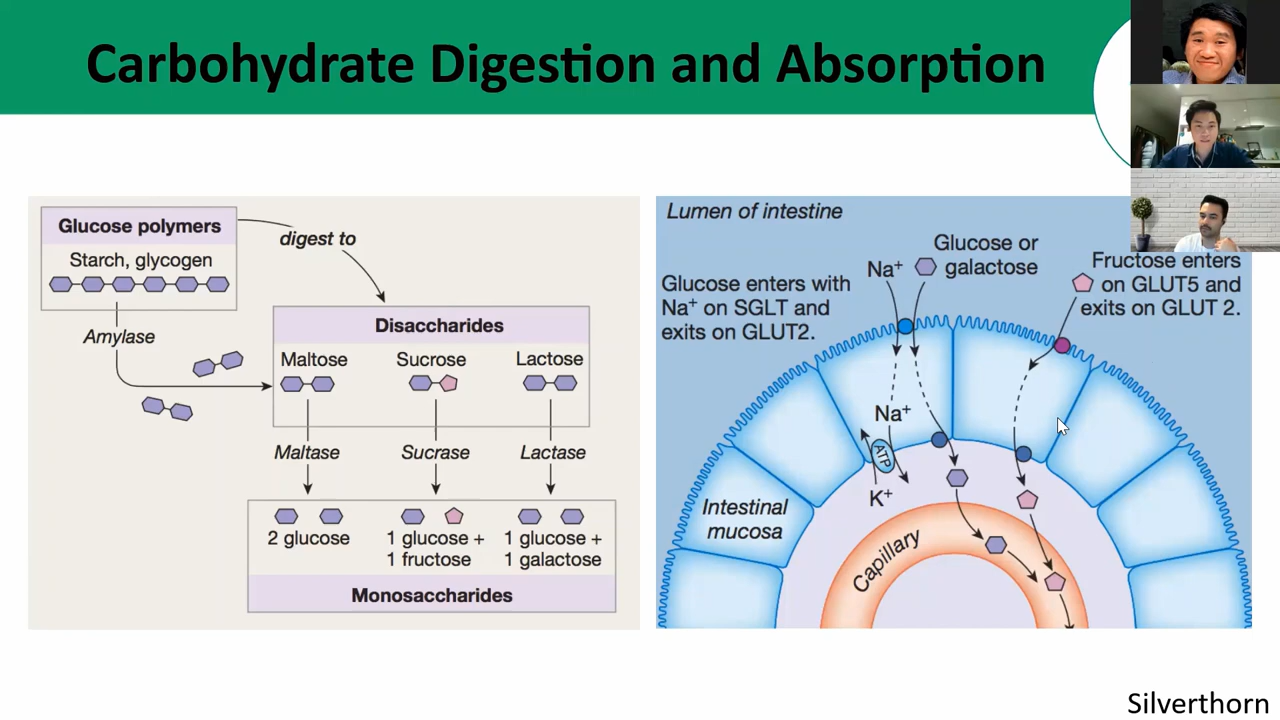 Carbohydrate Digestion and Absorption
Glucose polymers
Starch, glycogen
digest to
Amylase
Disaccharides
Maltose
Sucrose
Lactose
Maltase
Sucrase
Lactase
2 glucose
1 glucose +
1 fructose
1 glucose +
1 galactose
Monosaccharides
Lumen of intestine
Glucose enters with
Na⁺ on SGLT and
exits on GLUT2.
Na⁺
Glucose or
galactose
Fructose enters
on GLUT5 and
exits on GLUT 2.
Na⁺
ATP
K⁺
Intestinal
mucosa
Capillary
Silverthorn